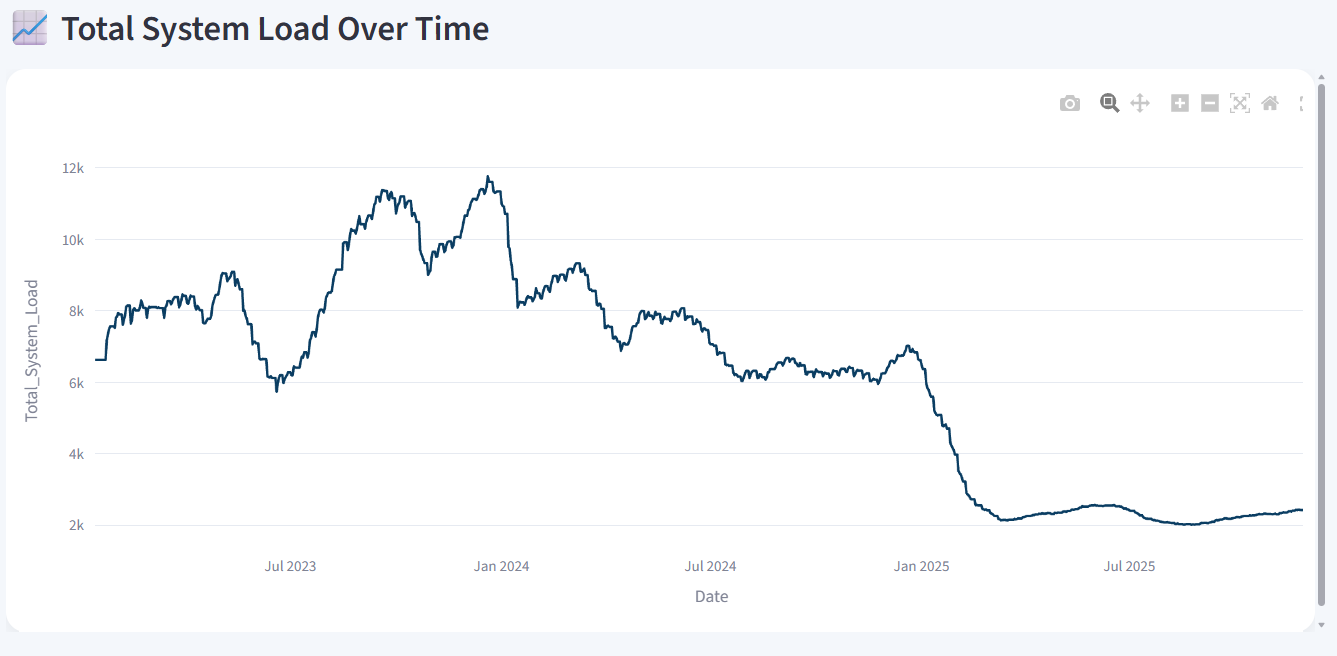 Total System Load Over Time
12k
10k
8k
6k
4k
2k
Total_System_Load
Jul 2023
Jan 2024
Jul 2024
Jan 2025
Jul 2025
Date